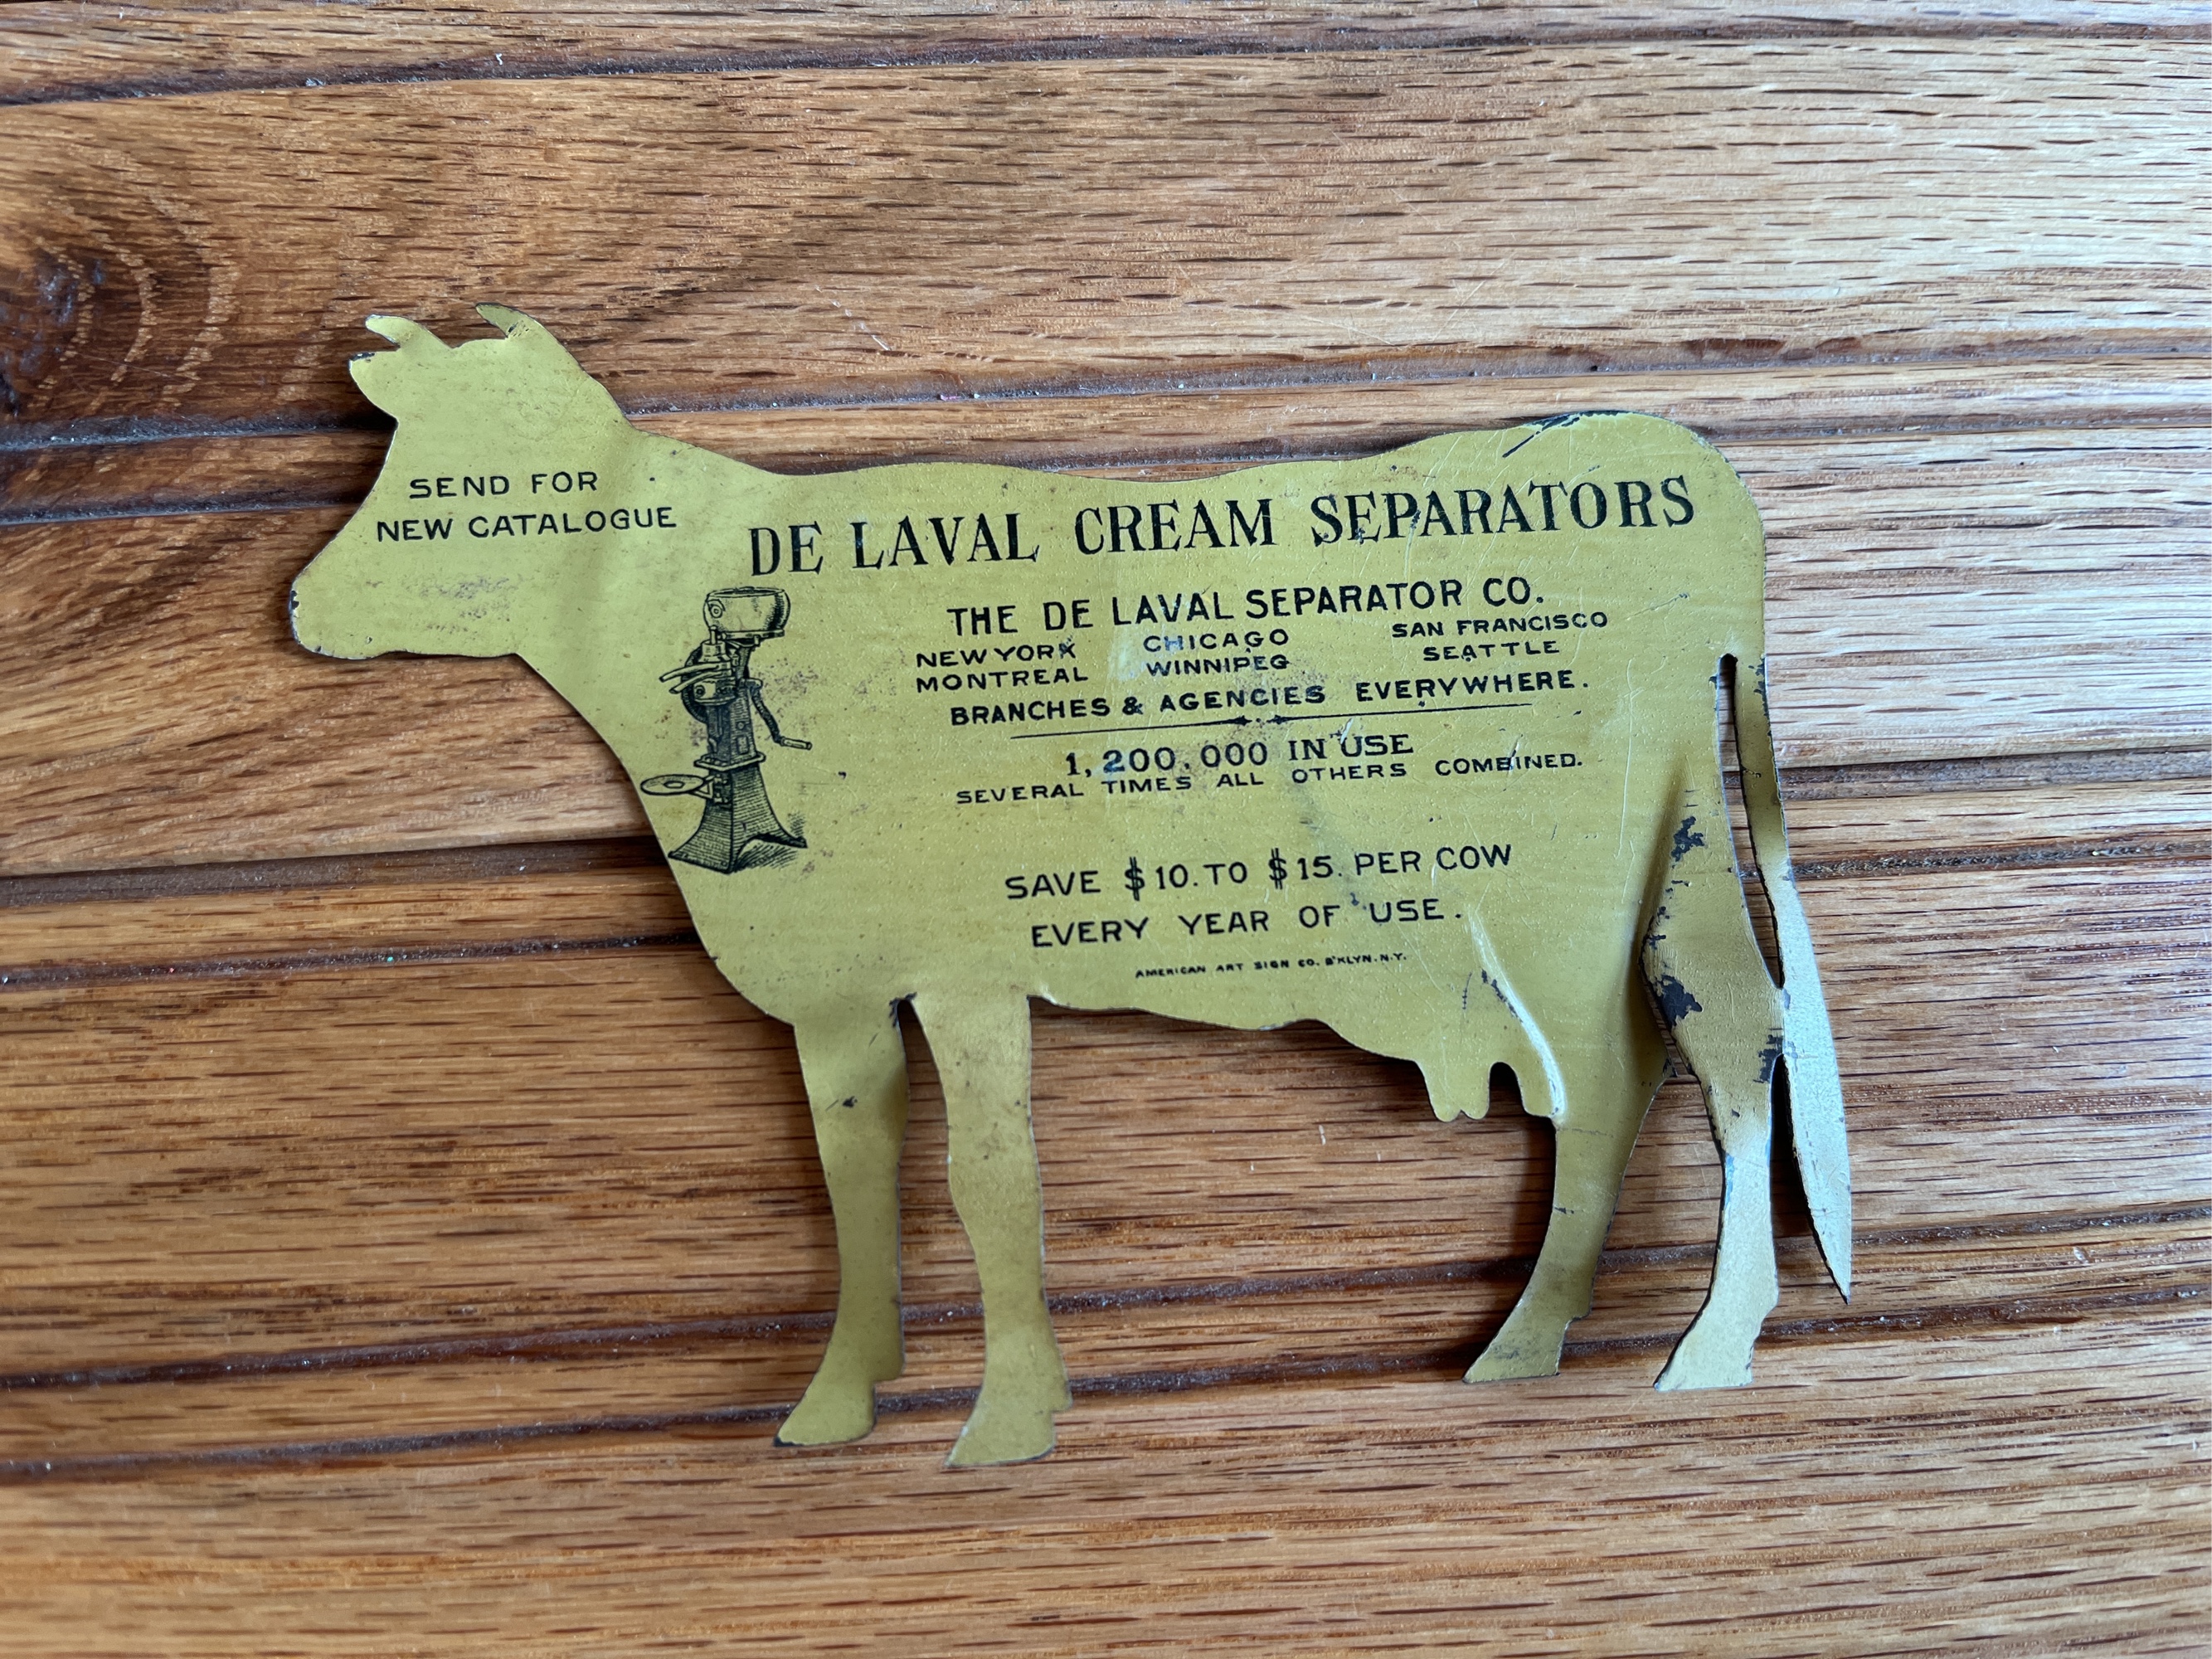 SEND FOR
NEW CATALOGUE
DE LAVAL CREAM SEPARATORS
THE DE LAVAL SEPARATOR CO.
NEW YORK CHICAGO SAN FRANCISCO
MONTREAL WINNIPEG SEATTLE
BRANCHES & AGENCIES EVERYWHERE.
1,200.000 IN USE
SEVERAL TIMES ALL OTHERS COMBINED.
SAVE $10. TO $15. PER COW
EVERY YEAR OF USE.
AMERICAN ART SIGN CO. B'KLYN. N.Y.